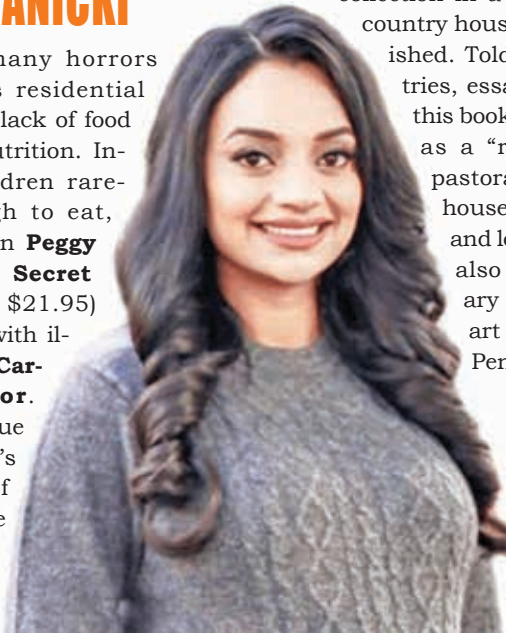 ANICKI
many horrors
residential
lack of food
utrition. In-
dren rare-
gh to eat,
n Peggy
Secret
$21.95)
with il-
Car-
or.
ue
's
f
e
country hous
ished. Told
tries, essa
this book
as a “r
pastora
house
and le
also
ary
art
Pen